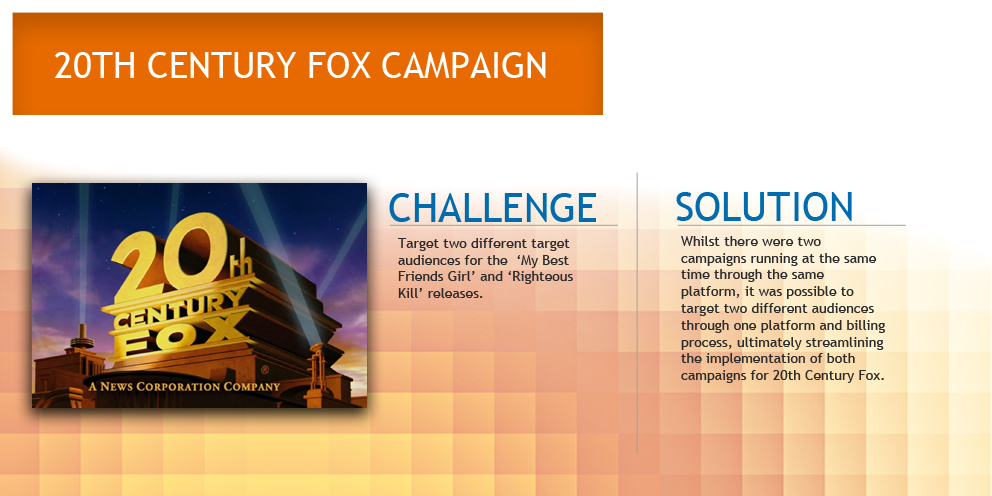 20TH CENTURY FOX CAMPAIGN
20th
CENTURY
FOX
®
A NEWS CORPORATION COMPANY
CHALLENGE
Target two different target
audiences for the ‘My Best
Friends Girl’ and ‘Righteous
Kill’ releases.
SOLUTION
Whilst there were two
campaigns running at the same
time through the same
platform, it was possible to
target two different audiences
through one platform and billing
process, ultimately streamlining
the implementation of both
campaigns for 20th Century Fox.